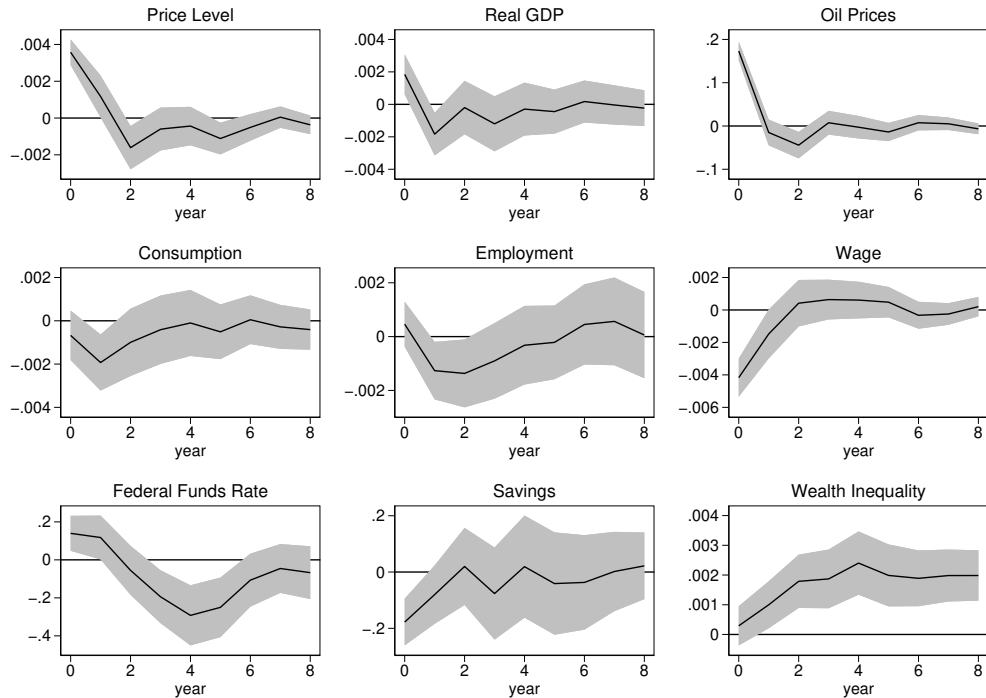 Price Level
.004
.002
0
-.002
0 2 4 6 8
year
Real GDP
.004
.002
0
-.002
-.004
0 2 4 6 8
year
Oil Prices
.2
.1
0
-.1
0 2 4 6 8
year
Consumption
.002
0
-.002
-.004
0 2 4 6 8
year
Employment
.002
0
-.002
0 2 4 6 8
year
Wage
.002
0
-.002
-.004
-.006
0 2 4 6 8
year
Federal Funds Rate
.2
0
-.2
-.4
0 2 4 6 8
year
Savings
.2
0
-.2
0 2 4 6 8
year
Wealth Inequality
.004
.003
.002
.001
0
0 2 4 6 8
year